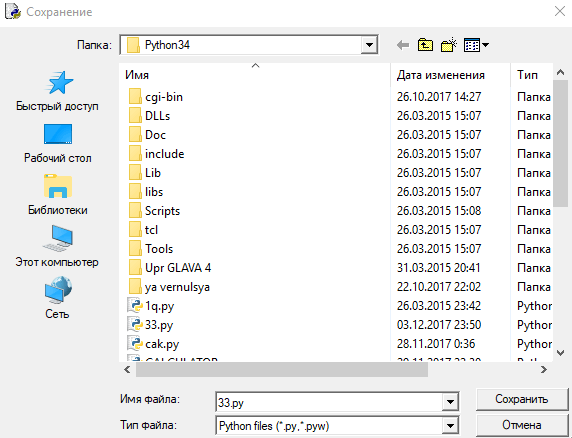 Сохранение
Папка: Python34
Имя Дата изменения Тип
cgi-bin 26.10.2017 14:27 Папка
DLLs 26.03.2015 15:07 Папка
Doc 26.03.2015 15:07 Папка
include 26.03.2015 15:07 Папка
Lib 26.03.2015 15:07 Папка
libs 26.03.2015 15:07 Папка
Scripts 26.03.2015 15:08 Папка
tcl 26.03.2015 15:07 Папка
Tools 26.03.2015 15:07 Папка
Upr GLAVA 4 31.03.2015 20:41 Папка
ya vernulsya 22.10.2017 22:02 Папка
1q.py 26.03.2015 23:42 Python
33.py 03.12.2017 23:50 Python
cak.py 28.11.2017 0:36 Python
Быстрый доступ
Рабочий стол
Библиотеки
Этот компьютер
Сеть
Имя файла: 33.py Сохранить
Тип файла: Python files (*.py,*.pyw) Отмена